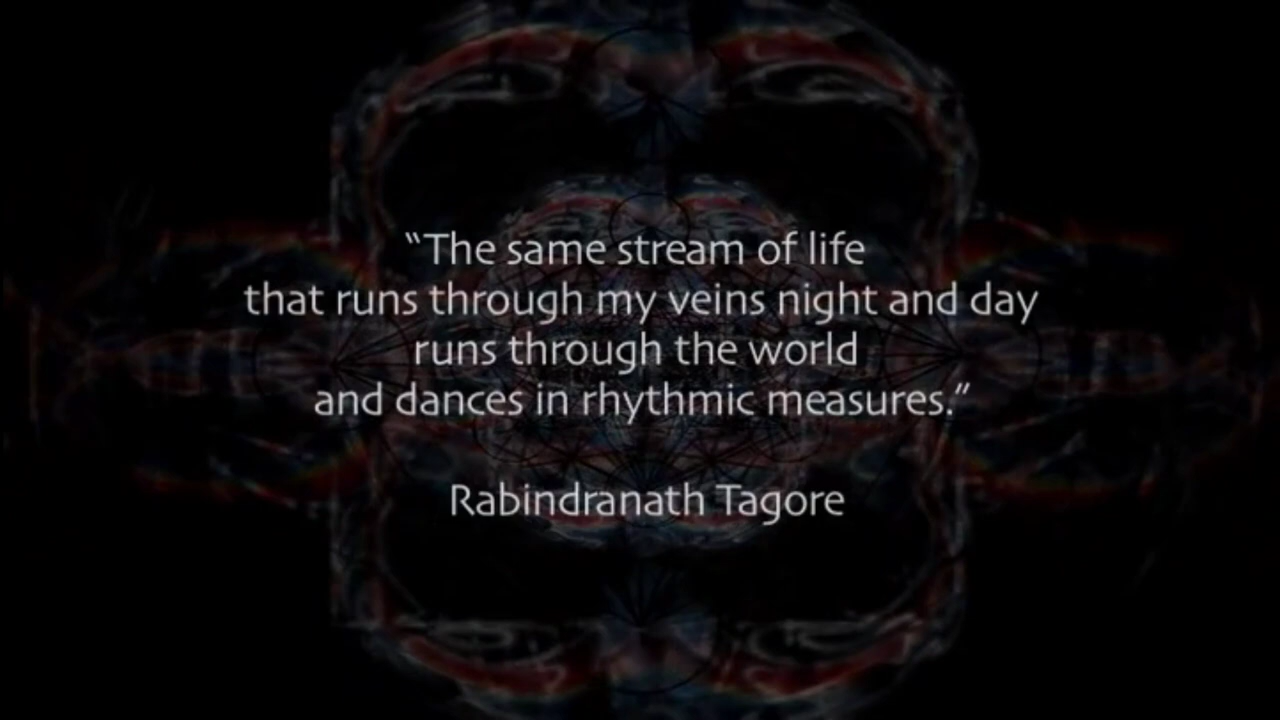 “The same stream of life
that runs through my veins night and day
runs through the world
and dances in rhythmic measures.”
Rabindranath Tagore